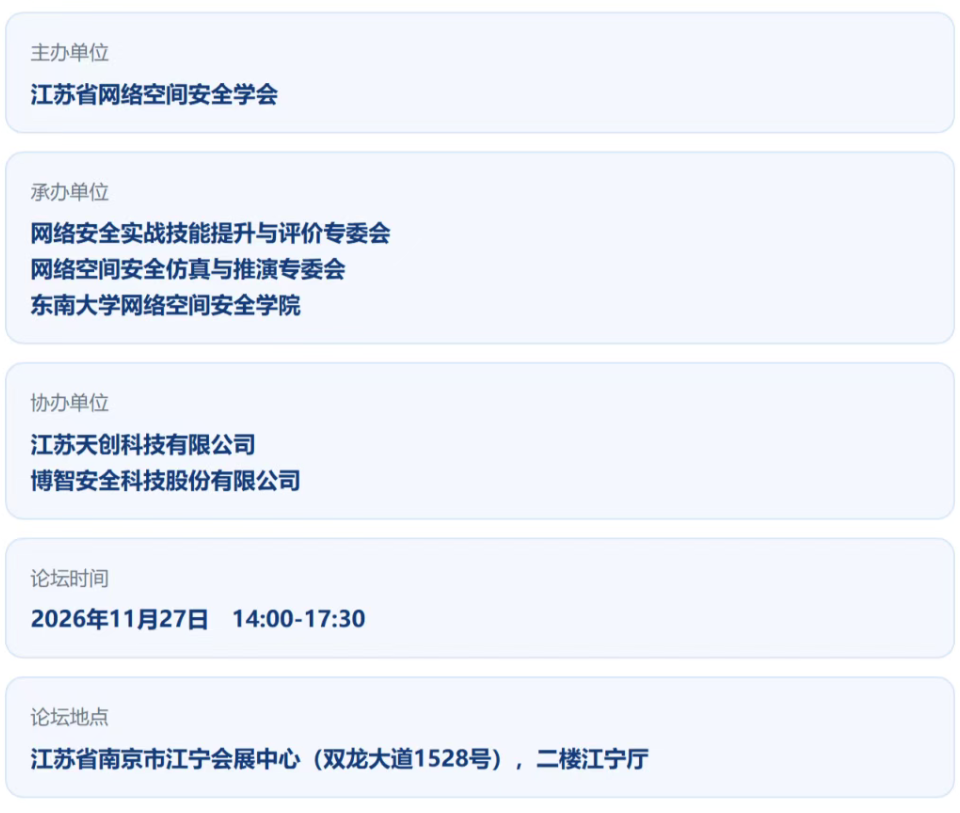 主办单位
江苏省网络空间安全学会
承办单位
网络安全实战技能提升与评价专委会
网络空间安全仿真与推演专委会
东南大学网络空间安全学院
协办单位
江苏天创科技有限公司
博智安全科技股份有限公司
论坛时间
2026年11月27日 14:00-17:30
论坛地点
江苏省南京市江宁会展中心（双龙大道1528号），二楼江宁厅